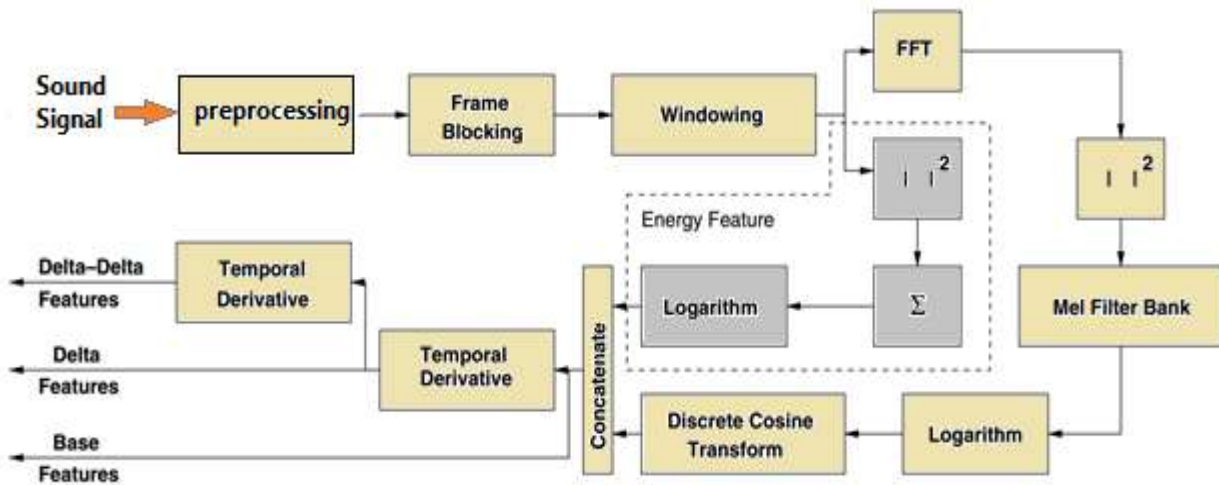 Sound
Signal
preprocessing
Frame
Blocking
Windowing
FFT
| |²
| |²
Energy Feature
Logarithm
Σ
Mel Filter Bank
Delta–Delta
Features
Temporal
Derivative
Concatenate
Delta
Features
Temporal
Derivative
Discrete Cosine
Transform
Logarithm
Base
Features